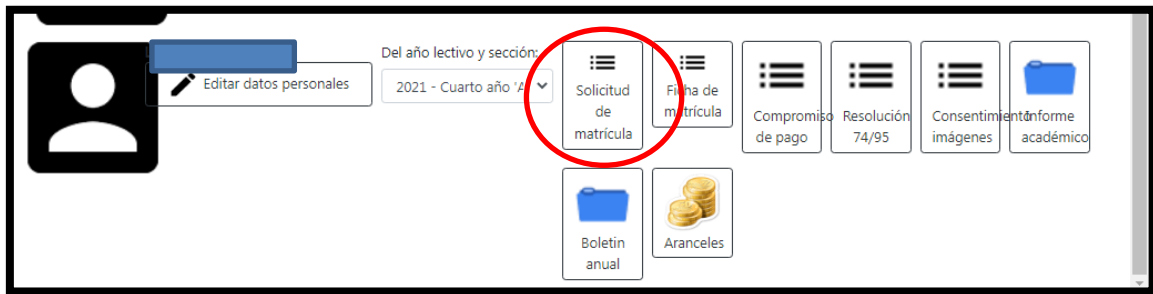 Del año lectivo y sección:
Editar datos personales
2021 - Cuarto año 'A
Solicitud
de
matrícula
Ficha de
matrícula
Compromiso
de pago
Resolución
74/95
Consentimiento
imágenes
Informe
académico
Boletin
anual
Aranceles